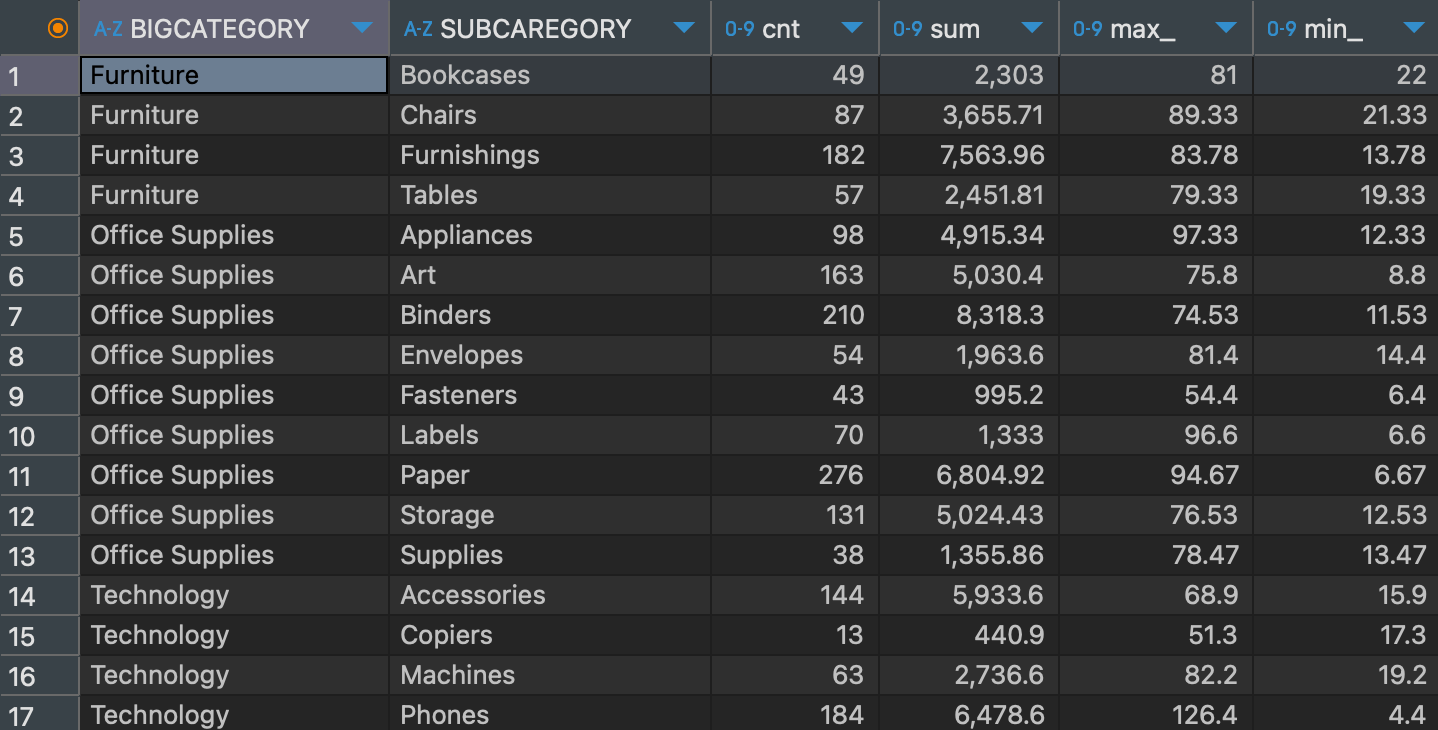 A-Z BIGCATEGORY A-Z SUBCAREGORY 0-9 cnt 0-9 sum 0-9 max_ 0-9 min_
1 Furniture Bookcases 49 2,303 81 22
2 Furniture Chairs 87 3,655.71 89.33 21.33
3 Furniture Furnishings 182 7,563.96 83.78 13.78
4 Furniture Tables 57 2,451.81 79.33 19.33
5 Office Supplies Appliances 98 4,915.34 97.33 12.33
6 Office Supplies Art 163 5,030.4 75.8 8.8
7 Office Supplies Binders 210 8,318.3 74.53 11.53
8 Office Supplies Envelopes 54 1,963.6 81.4 14.4
9 Office Supplies Fasteners 43 995.2 54.4 6.4
10 Office Supplies Labels 70 1,333 96.6 6.6
11 Office Supplies Paper 276 6,804.92 94.67 6.67
12 Office Supplies Storage 131 5,024.43 76.53 12.53
13 Office Supplies Supplies 38 1,355.86 78.47 13.47
14 Technology Accessories 144 5,933.6 68.9 15.9
15 Technology Copiers 13 440.9 51.3 17.3
16 Technology Machines 63 2,736.6 82.2 19.2
17 Technology Phones 184 6,478.6 126.4 4.4